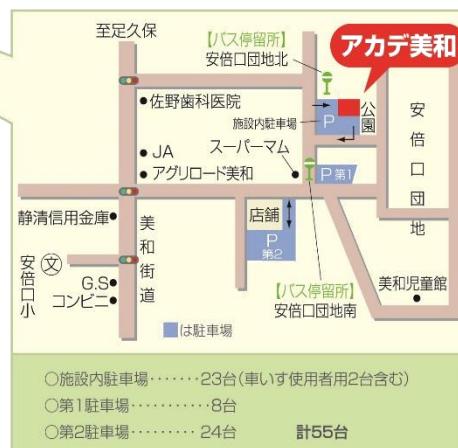 至足久保
【バス停留所】
安倍口団地北
アカデ美和
佐野歯科医院
施設内駐車場
P
公園
安倍口団地
JA
アグリロード美和
スーパーマム
P 第1
静清信用金庫
美和街道
店舗
P
第2
安倍口小
文
G.S
コンビニ
【バス停留所】
安倍口団地南
美和児童館
は駐車場
○施設内駐車場・・・・・・・23台(車いす使用者用2台含む)
○第1駐車場・・・・・・・・・・・8台
○第2駐車場・・・・・・・・・・24台 計55台